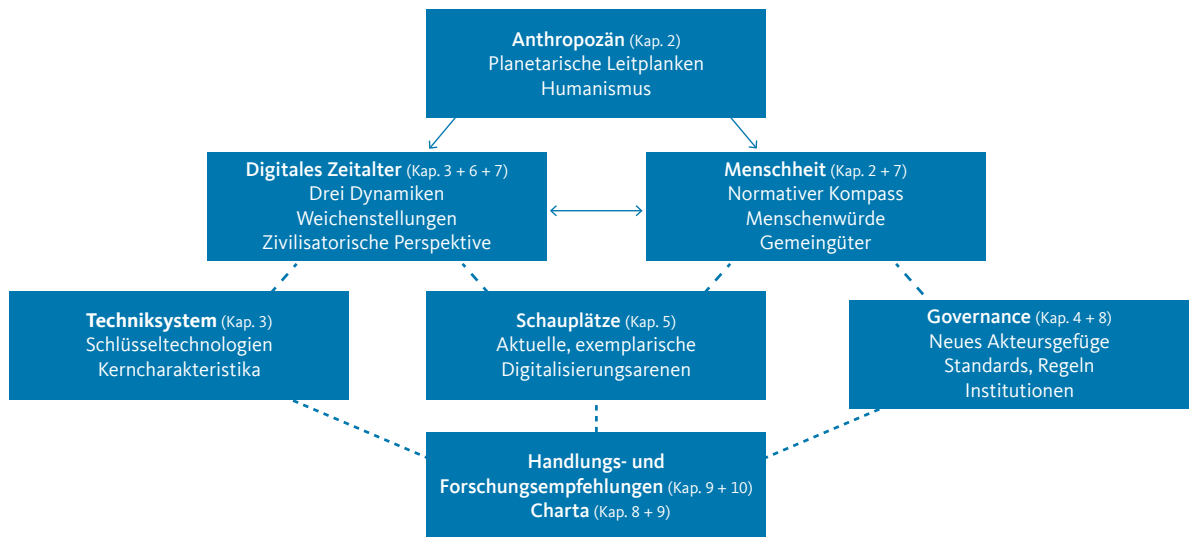 Anthropozän (Kap. 2)
Planetarische Leitplanken
Humanismus
Digitales Zeitalter (Kap. 3 + 6 + 7)
Drei Dynamiken
Weichenstellungen
Zivilisatorische Perspektive
Menschheit (Kap. 2 + 7)
Normativer Kompass
Menschenwürde
Gemeingüter
Techniksystem (Kap. 3)
Schlüsseltechnologien
Kerncharakteristika
Schauplätze (Kap. 5)
Aktuelle, exemplarische
Digitalisierungsarenen
Governance (Kap. 4 + 8)
Neues Akteursgefüge
Standards, Regeln
Institutionen
Handlungs- und
Forschungsempfehlungen (Kap. 9 + 10)
Charta (Kap. 8 + 9)